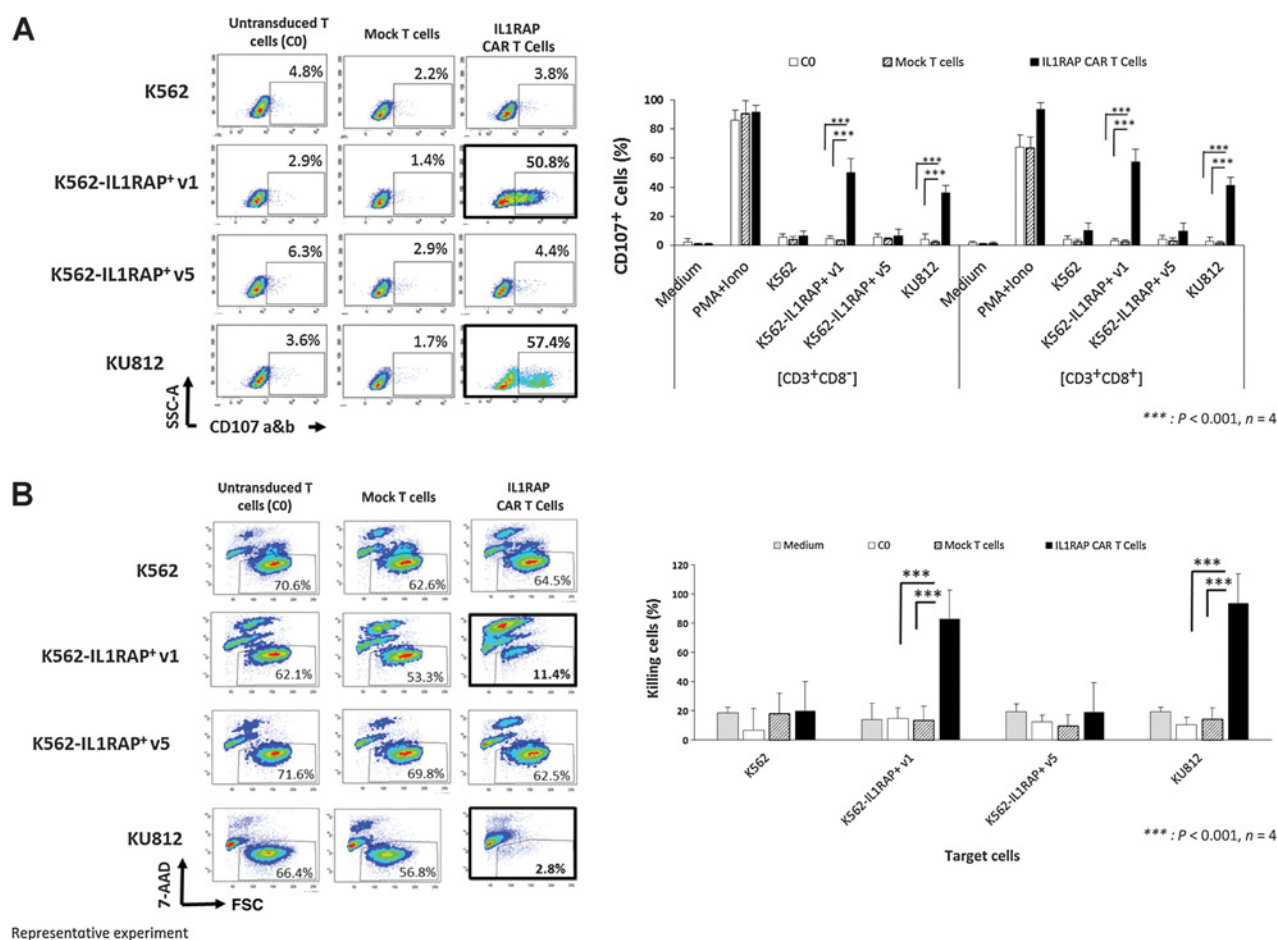 A
Untransduced T
cells (C0)
Mock T cells
IL1RAP
CAR T Cells
K562
4.8%
2.2%
3.8%
K562-IL1RAP+ v1
2.9%
1.4%
50.8%
K562-IL1RAP+ v5
6.3%
2.9%
4.4%
KU812
3.6%
1.7%
57.4%
SSC-A
CD107 a&b
C0
Mock T cells
IL1RAP CAR T Cells
CD107+ Cells (%)
100
80
60
40
20
0
*** *** *** *** *** *** *** ***
Medium
PMA+Iono
K562
K562-IL1RAP+ v1
K562-IL1RAP+ v5
KU812
Medium
PMA+Iono
K562
K562-IL1RAP+ v1
K562-IL1RAP+ v5
KU812
[CD3+CD8-]
[CD3+CD8+]
*** : P < 0.001, n = 4
B
Untransduced T
cells (C0)
Mock T cells
IL1RAP
CAR T Cells
K562
70.6%
62.6%
64.5%
K562-IL1RAP+ v1
62.1%
53.3%
11.4%
K562-IL1RAP+ v5
71.6%
69.8%
62.5%
KU812
66.4%
56.8%
2.8%
7-AAD
FSC
Medium
C0
Mock T cells
IL1RAP CAR T Cells
Killing cells (%)
120
100
80
60
40
20
0
*** *** *** ***
K562
K562-IL1RAP+ v1
K562-IL1RAP+ v5
KU812
Target cells
*** : P < 0.001, n = 4
Representative experiment